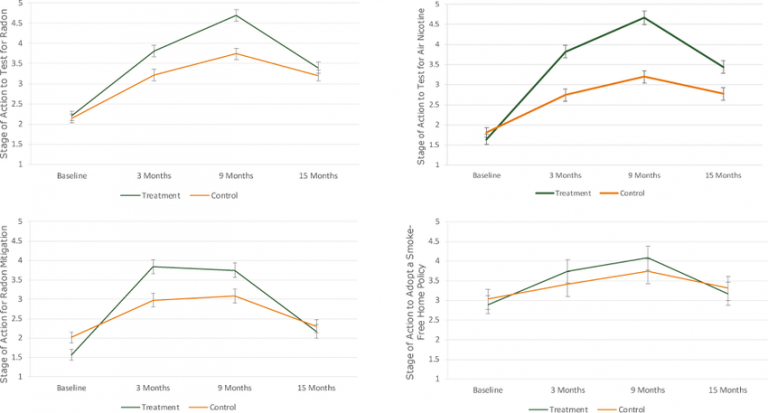 Stage of Action to Test for Radon
5
4.5
4
3.5
3
2.5
2
1.5
1
Baseline
3 Months
9 Months
15 Months
Treatment
Control
Stage of Action to Test for Air Nicotine
5
4.5
4
3.5
3
2.5
2
1.5
1
Baseline
3 Months
9 Months
15 Months
Treatment
Control
Stage of Action for Radon Mitigation
5
4.5
4
3.5
3
2.5
2
1.5
1
Baseline
3 Months
9 Months
15 Months
Treatment
Control
Stage of Action to Adopt a Smoke-
Free Home Policy
5
4.5
4
3.5
3
2.5
2
1.5
1
Baseline
3 Months
9 Months
15 Months
Treatment
Control